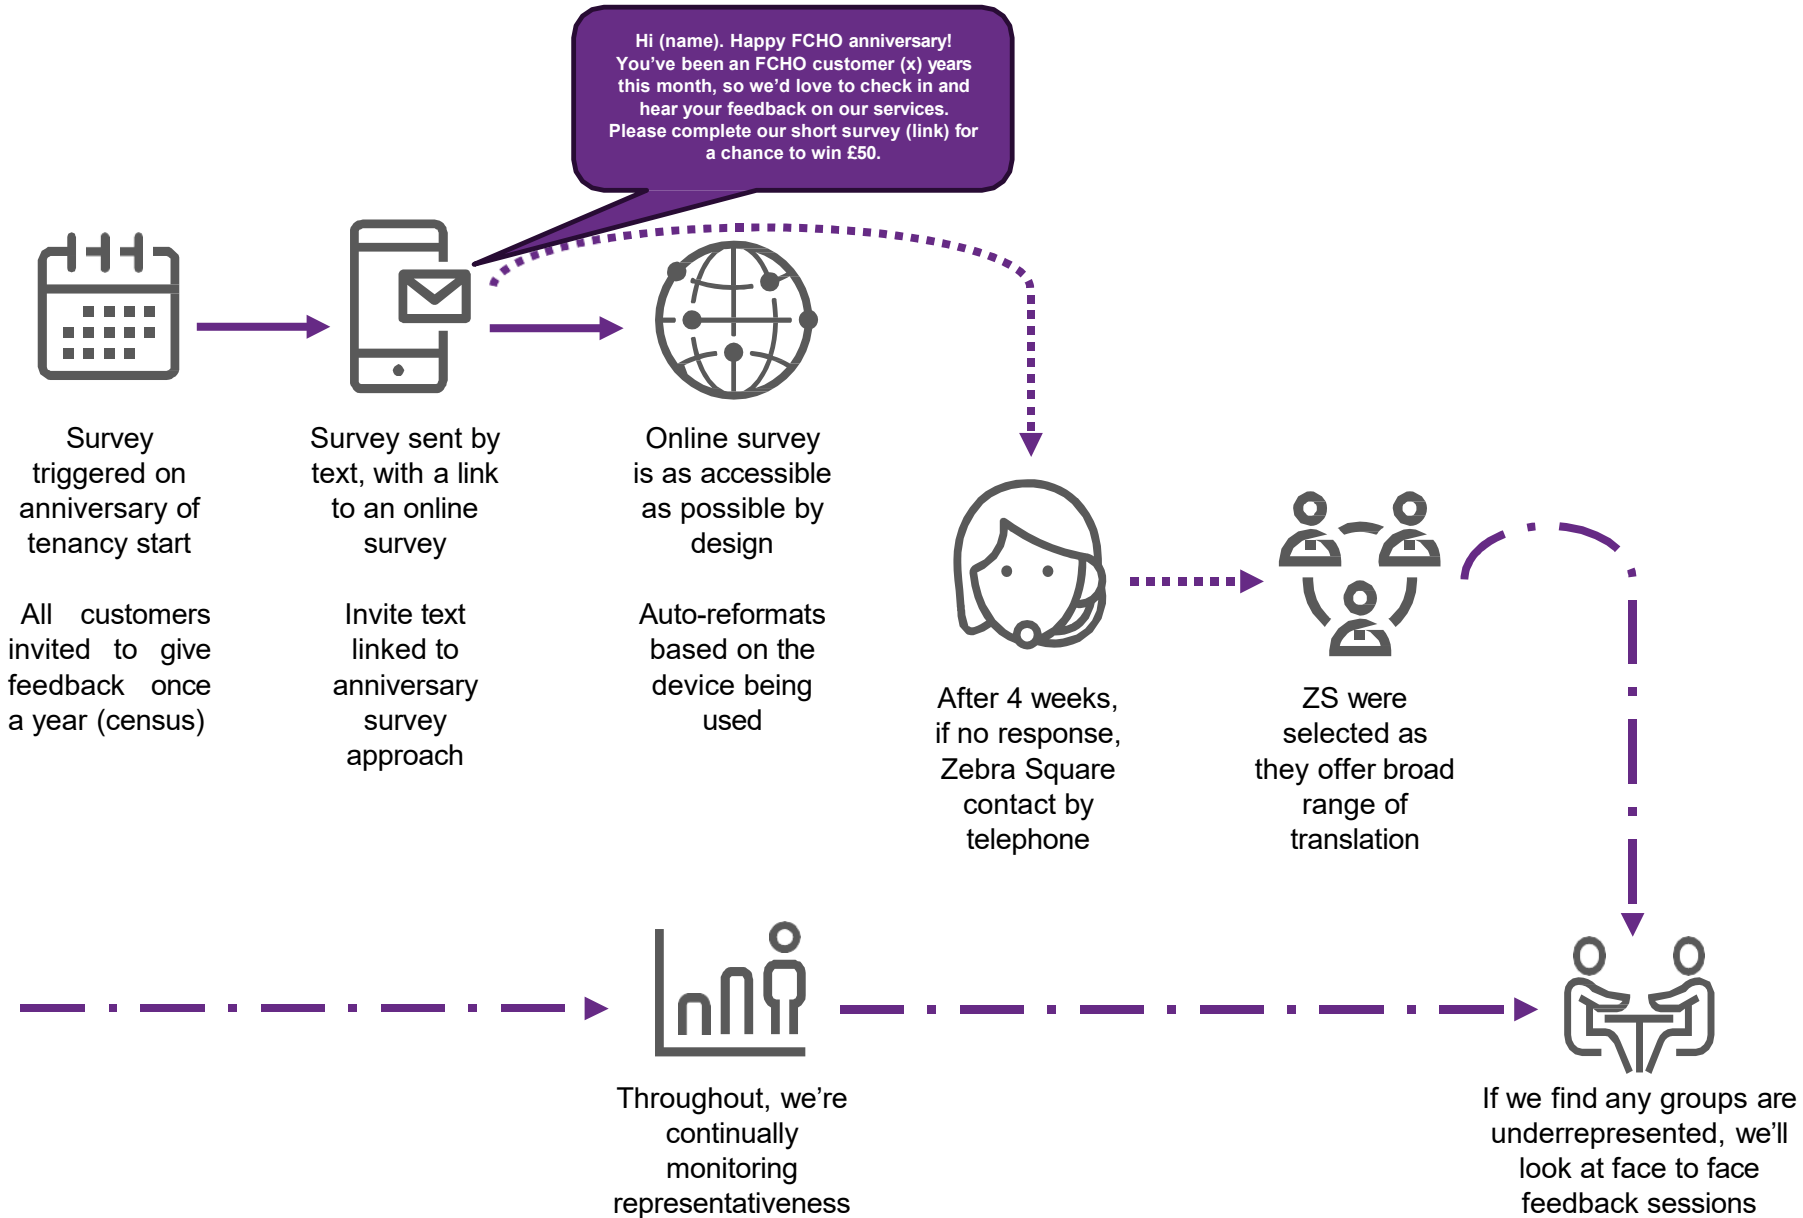 Hi (name). Happy FCHO anniversary!
You’ve been an FCHO customer (x) years
this month, so we’d love to check in and
hear your feedback on our services.
Please complete our short survey (link) for
a chance to win £50.
Survey
triggered on
anniversary of
tenancy start
All customers
invited to give
feedback once
a year (census)
Survey sent by
text, with a link
to an online
survey
Invite text
linked to
anniversary
survey
approach
Online survey
is as accessible
as possible by
design
Auto-reformats
based on the
device being
used
After 4 weeks,
if no response,
Zebra Square
contact by
telephone
ZS were
selected as
they offer broad
range of
translation
Throughout, we’re
continually
monitoring
representativeness
If we find any groups are
underrepresented, we’ll
look at face to face
feedback sessions